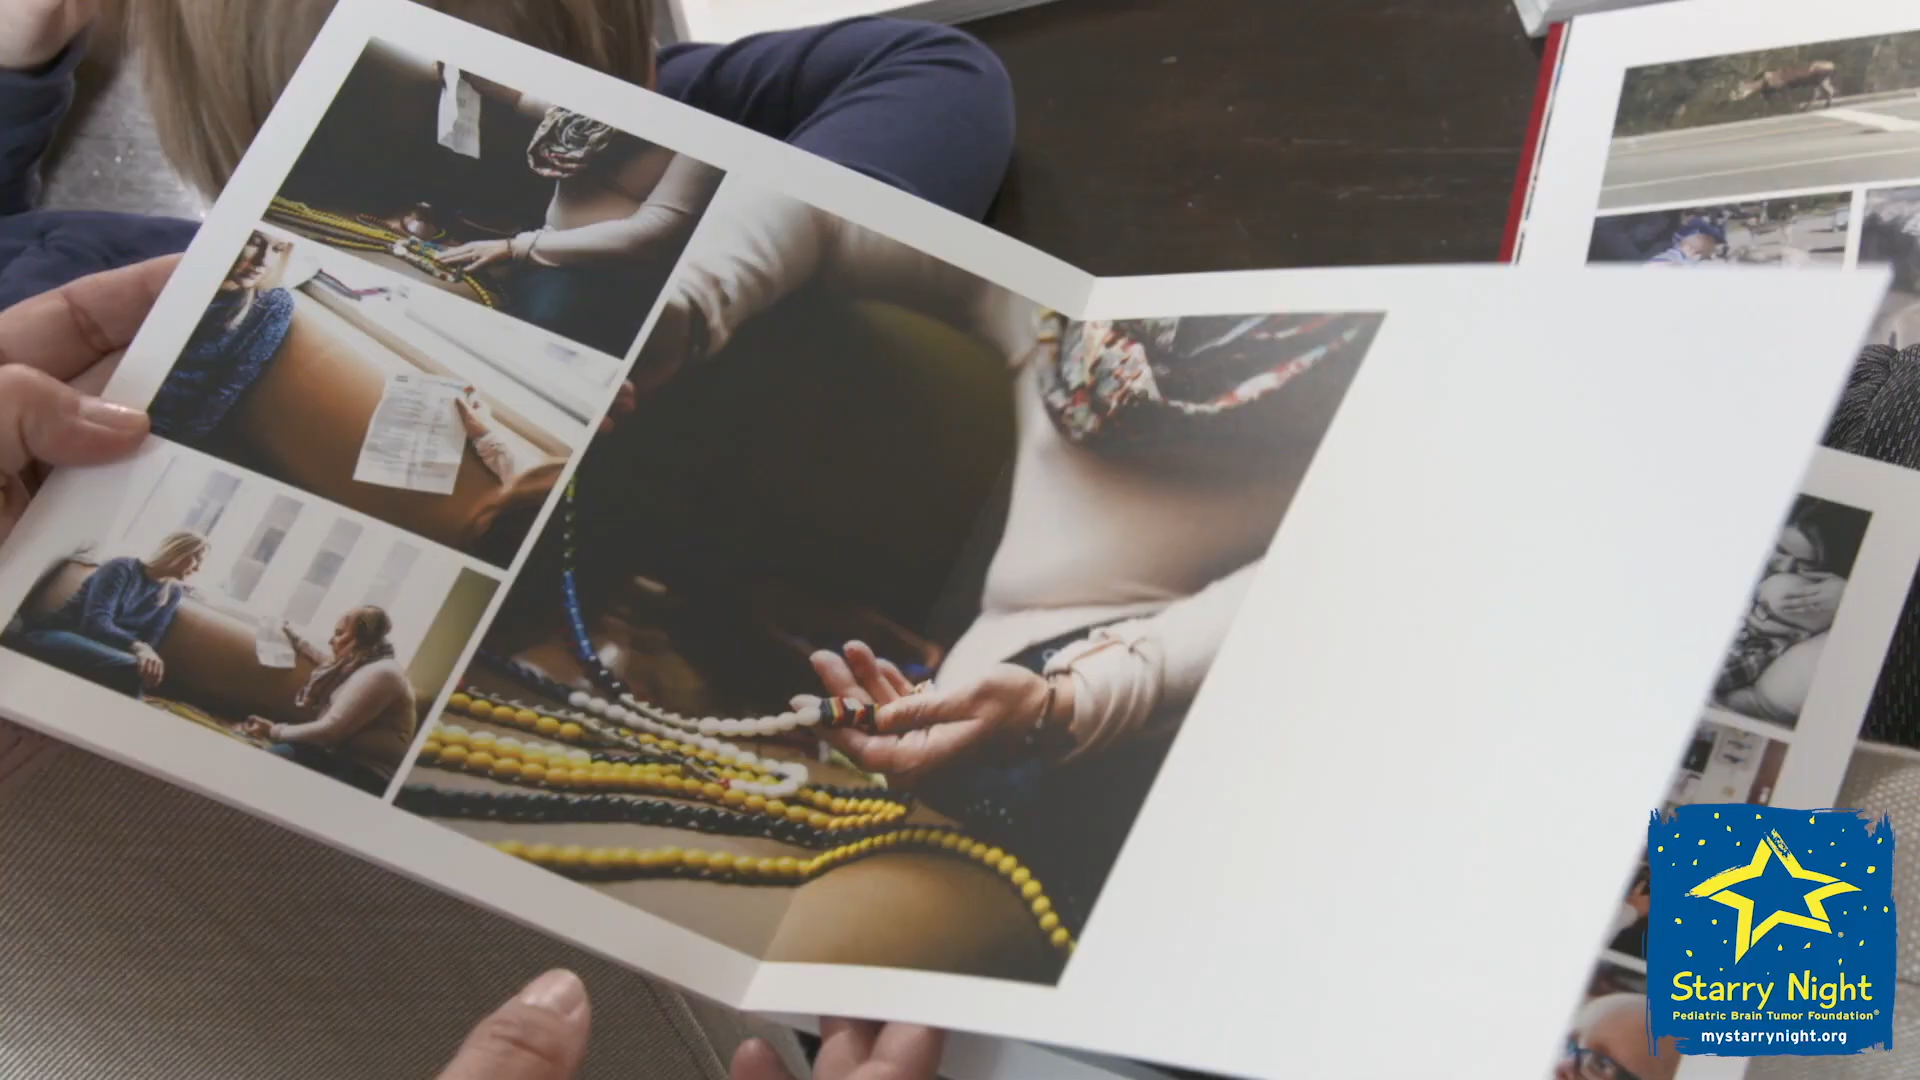 Starry Night
Pediatric Brain Tumor Foundation®
mystarrynight.org